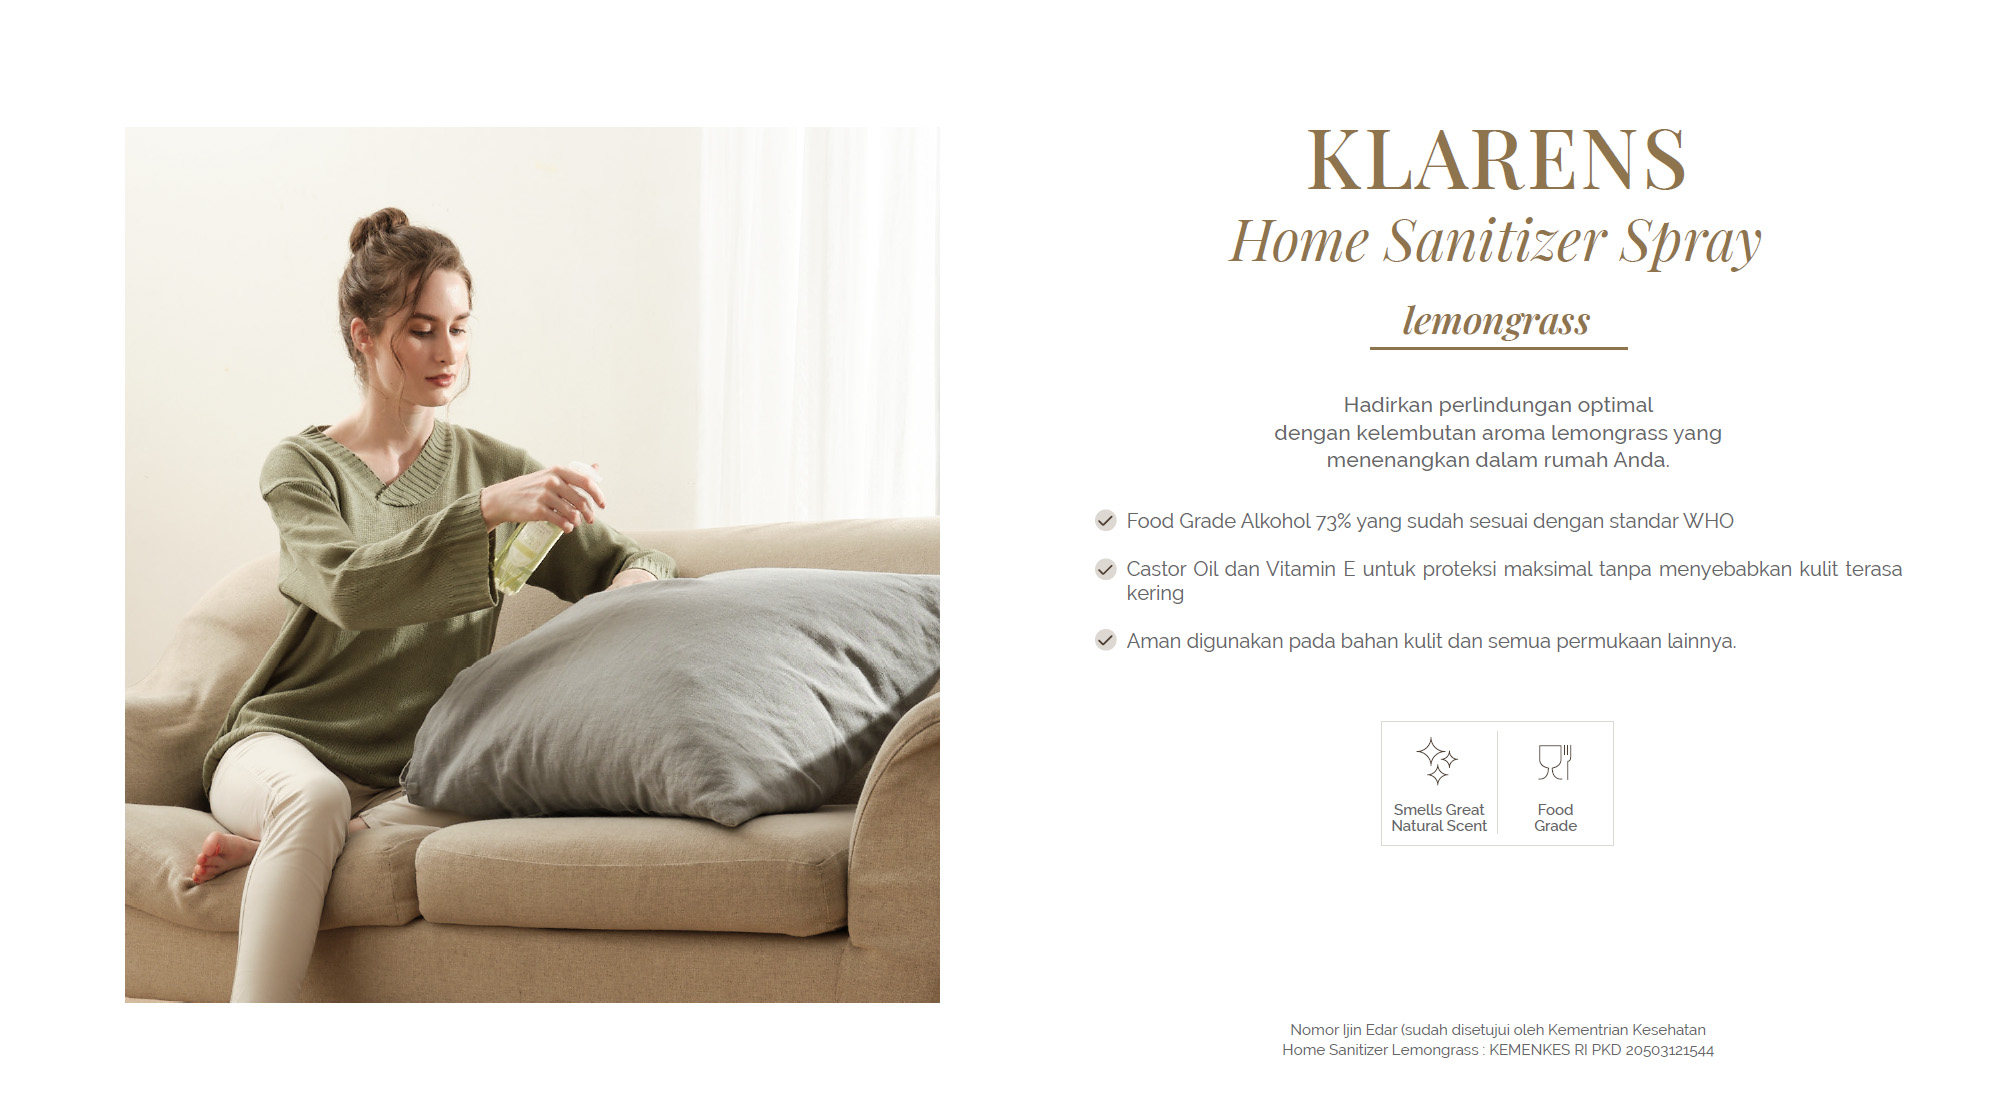 KLARENS
Home Sanitizer Spray
lemongrass
Hadirkan perlindungan optimal
dengan kelembutan aroma lemongrass yang
menenangkan dalam rumah Anda.
Food Grade Alkohol 73% yang sudah sesuai dengan standar WHO
Castor Oil dan Vitamin E untuk proteksi maksimal tanpa menyebabkan kulit terasa
kering
Aman digunakan pada bahan kulit dan semua permukaan lainnya.
Smells Great
Natural Scent
Food
Grade
Nomor Ijin Edar (sudah disetujui oleh Kementrian Kesehatan
Home Sanitizer Lemongrass : KEMENKES RI PKD 20503121544